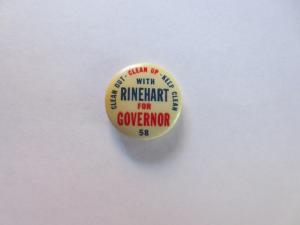 CLEAN OUT - CLEAN UP - KEEP CLEAN
WITH
RINEHART
FOR
GOVERNOR
58